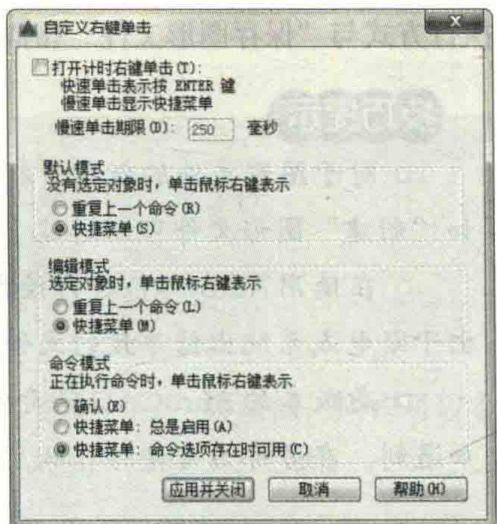 自定义右键单击
打开计时右键单击(T):
快速单击表示按 ENTER 键
慢速单击显示快捷菜单
慢速单击期限(D): 250 毫秒
默认模式
没有选定对象时，单击鼠标右键表示
重复上一个命令(R)
快捷菜单(S)
编辑模式
选定对象时，单击鼠标右键表示
重复上一个命令(L)
快捷菜单(M)
命令模式
正在执行命令时，单击鼠标右键表示
确认(E)
快捷菜单: 总是启用(A)
快捷菜单: 命令选项存在时可用(C)
应用并关闭 取消 帮助(H)